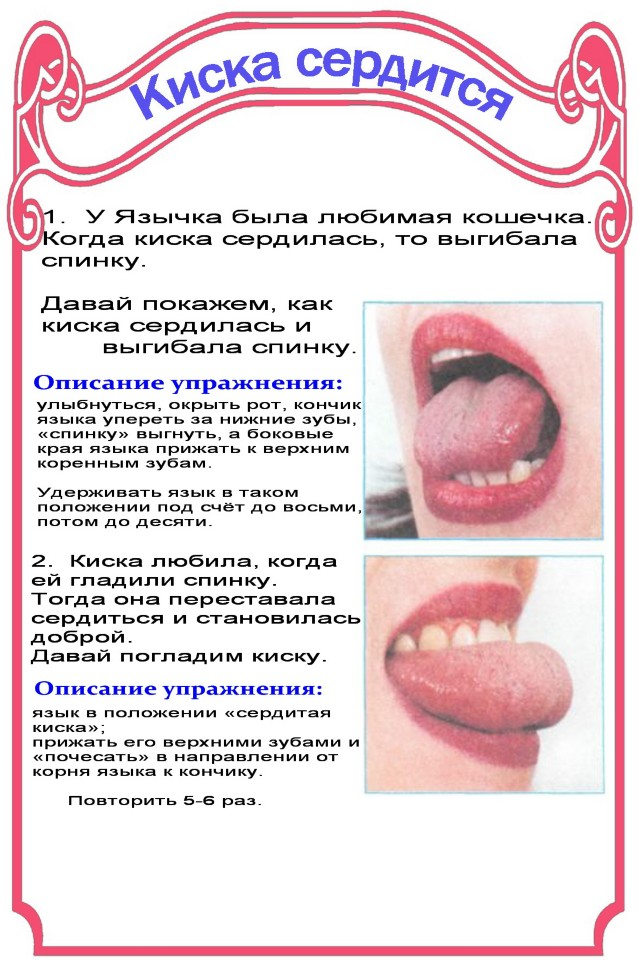 Киска сердится
1. У Язычка была любимая кошечка.
Когда киска сердилась, то выгибала
спинку.
Давай покажем, как
киска сердилась и
выгибала спинку.
Описание упражнения:
улыбнуться, окрыть рот, кончик
языка упереть за нижние зубы,
«спинку» выгнуть, а боковые
края языка прижать к верхним
коренным зубам.
Удерживать язык в таком
положении под счёт до восьми,
потом до десяти.
2. Киска любила, когда
ей гладили спинку.
Тогда она переставала
сердиться и становилась
доброй.
Давай погладим киску.
Описание упражнения:
язык в положении «сердитая
киска»;
прижать его верхними зубами и
«почесать» в направлении от
корня языка к кончику.
Повторить 5-6 раз.